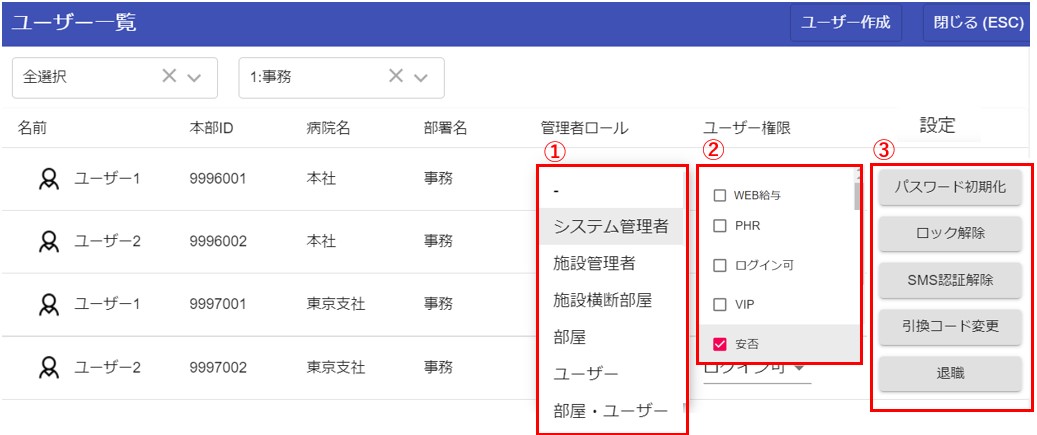 ユーザー一覧 ユーザー作成 閉じる (ESC)
全選択 1:事務
名前 本部ID 病院名 部署名 管理者ロール ユーザー権限 設定
① ② ③
ユーザー1 9996001 本社 事務
ユーザー2 9996002 本社 事務
ユーザー1 9997001 東京支社 事務
ユーザー2 9997002 東京支社 事務
-
システム管理者
施設管理者
施設横断部屋
部屋
ユーザー
部屋・ユーザー
WEB給与
PHR
ログイン可
VIP
安否
ログイン可
パスワード初期化
ロック解除
SMS認証解除
引換コード変更
退職